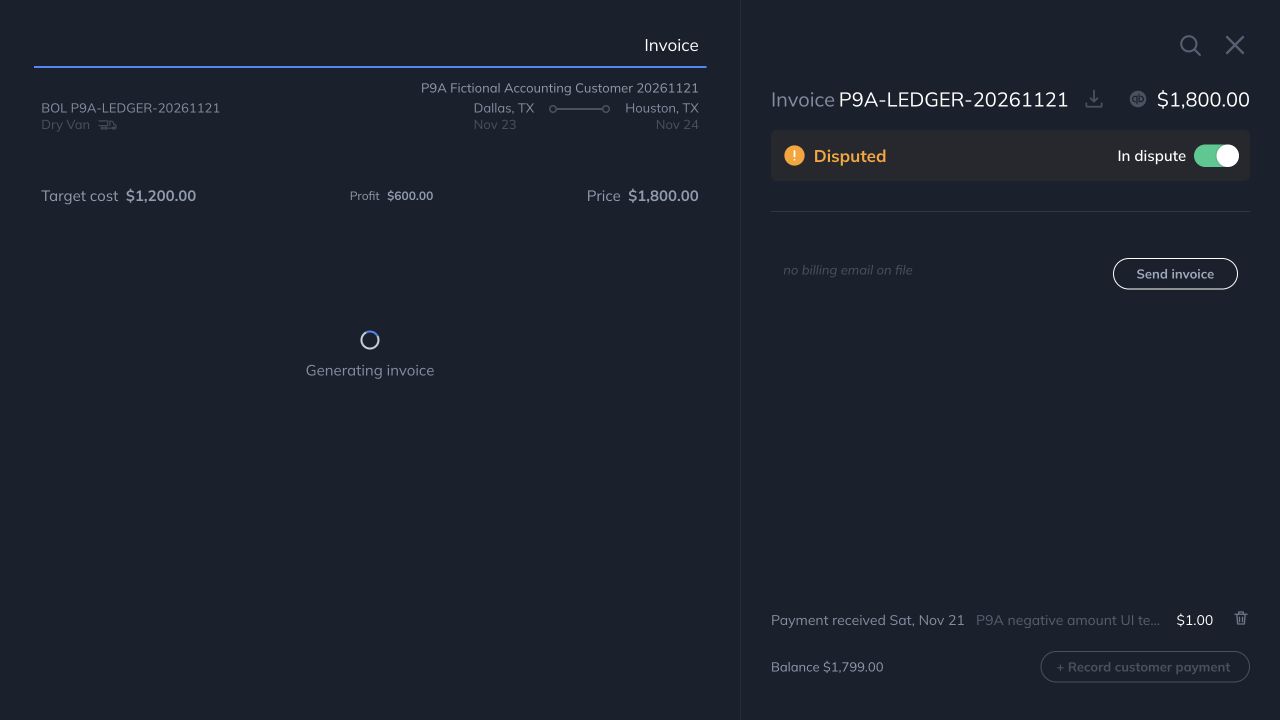 Invoice
P9A Fictional Accounting Customer 20261121
BOL P9A-LEDGER-20261121
Dallas, TX Houston, TX
Dry Van
Nov 23 Nov 24
Target cost $1,200.00
Profit $600.00
Price $1,800.00
Generating invoice
Invoice P9A-LEDGER-20261121
qb
$1,800.00
Disputed
In dispute
no billing email on file
Send invoice
Payment received Sat, Nov 21 P9A negative amount UI te... $1.00
Balance $1,799.00
+ Record customer payment